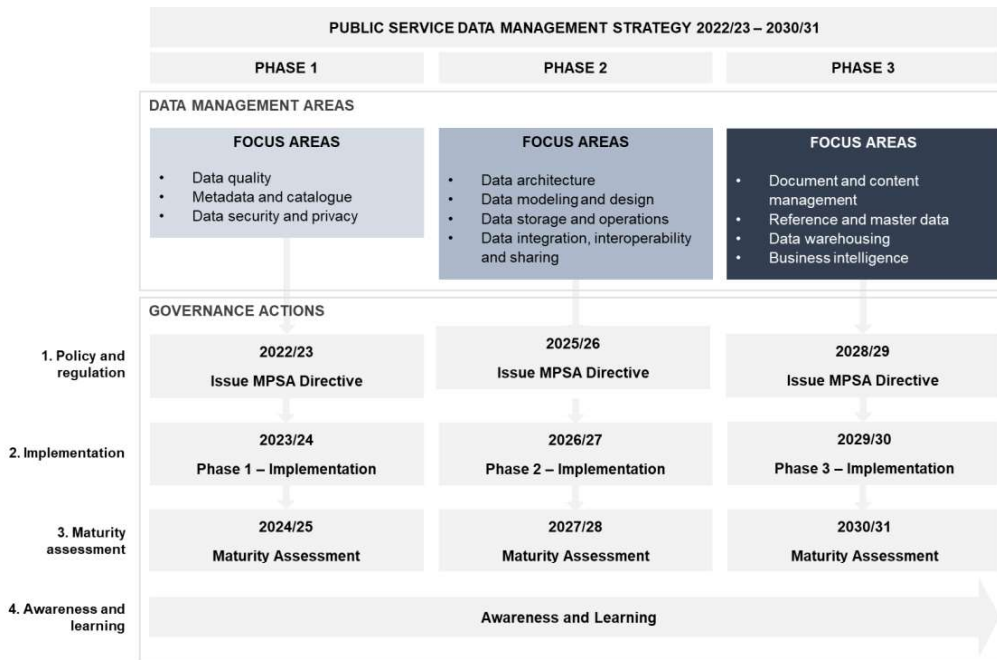 PUBLIC SERVICE DATA MANAGEMENT STRATEGY 2022/23 – 2030/31
PHASE 1
PHASE 2
PHASE 3
DATA MANAGEMENT AREAS
FOCUS AREAS
• Data quality
• Metadata and catalogue
• Data security and privacy
FOCUS AREAS
• Data architecture
• Data modeling and design
• Data storage and operations
• Data integration, interoperability
and sharing
FOCUS AREAS
• Document and content
management
• Reference and master data
• Data warehousing
• Business intelligence
GOVERNANCE ACTIONS
1. Policy and
regulation
2022/23
Issue MPSA Directive
2025/26
Issue MPSA Directive
2028/29
Issue MPSA Directive
2. Implementation
2023/24
Phase 1 – Implementation
2026/27
Phase 2 – Implementation
2029/30
Phase 3 – Implementation
3. Maturity
assessment
2024/25
Maturity Assessment
2027/28
Maturity Assessment
2030/31
Maturity Assessment
4. Awareness and
learning
Awareness and Learning